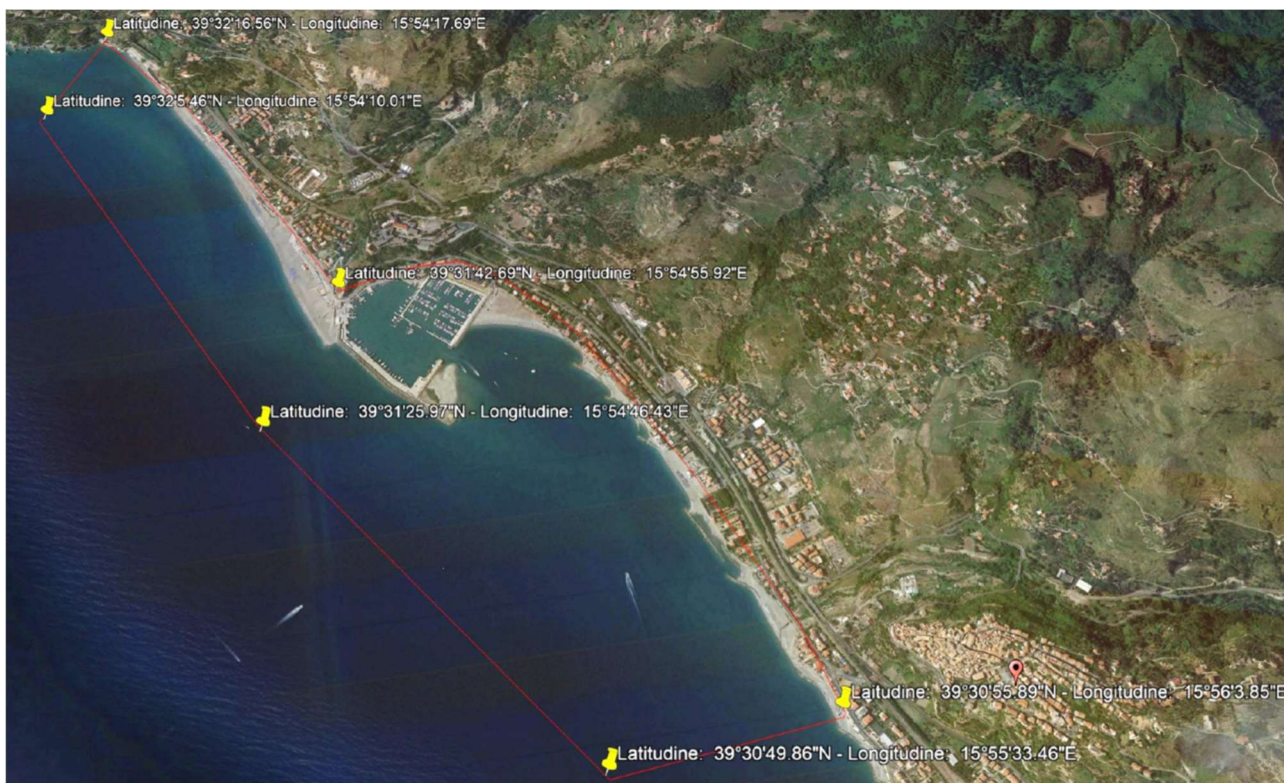 Latitudine: 39°32'16.56"N - Longitudine: 15°54'17.69"E
Latitudine: 39°32'5.46"N - Longitudine 15°54'10.01"E
Latitudine: 39°31'42.69"N - Longitudine: 15°54'55.92"E
Latitudine: 39°31'25.97"N - Longitudine: 15°54'46.43"E
Laitudine: 39°30'55.89"N - Longitudine: 15°56'3.85"E
Latitudine: 39°30'49.86"N - Longitudine: 15°55'33.46"E